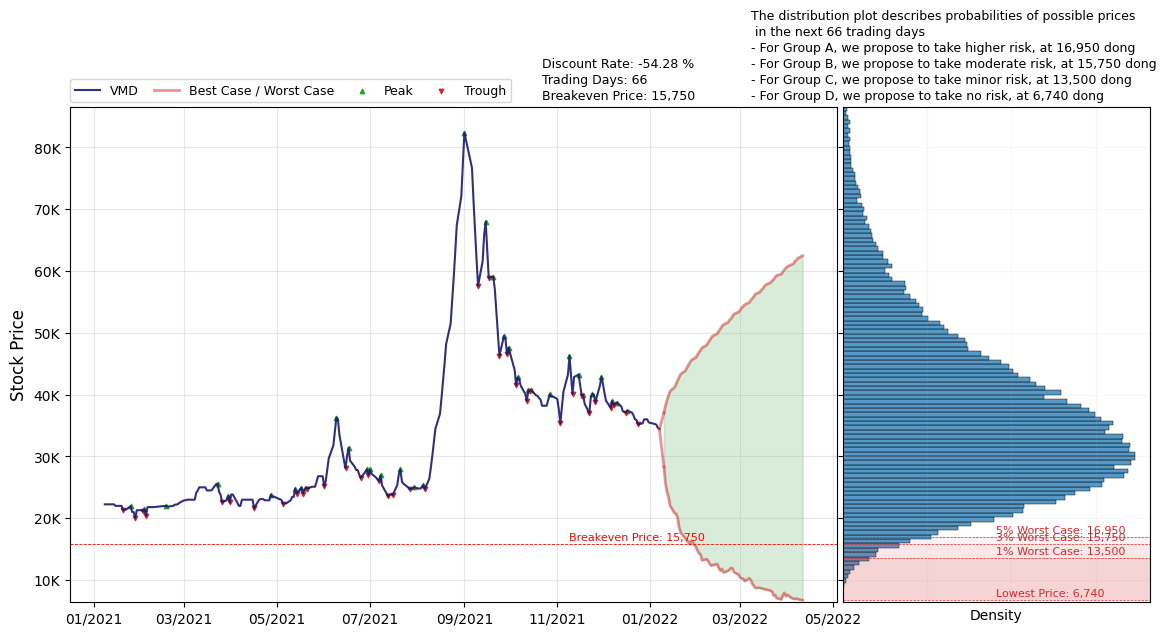 The distribution plot describes probabilities of possible prices
in the next 66 trading days
- For Group A, we propose to take higher risk, at 16,950 dong
- For Group B, we propose to take moderate risk, at 15,750 dong
- For Group C, we propose to take minor risk, at 13,500 dong
- For Group D, we propose to take no risk, at 6,740 dong
Discount Rate: -54.28 %
Trading Days: 66
Breakeven Price: 15,750
VMD
Best Case / Worst Case
Peak
Trough
Stock Price
80K
70K
60K
50K
40K
30K
20K
10K
Breakeven Price: 15,750
01/2021
03/2021
05/2021
07/2021
09/2021
11/2021
01/2022
03/2022
05/2022
5% Worst Case: 16,950
3% Worst Case: 15,750
1% Worst Case: 13,500
Lowest Price: 6,740
Density